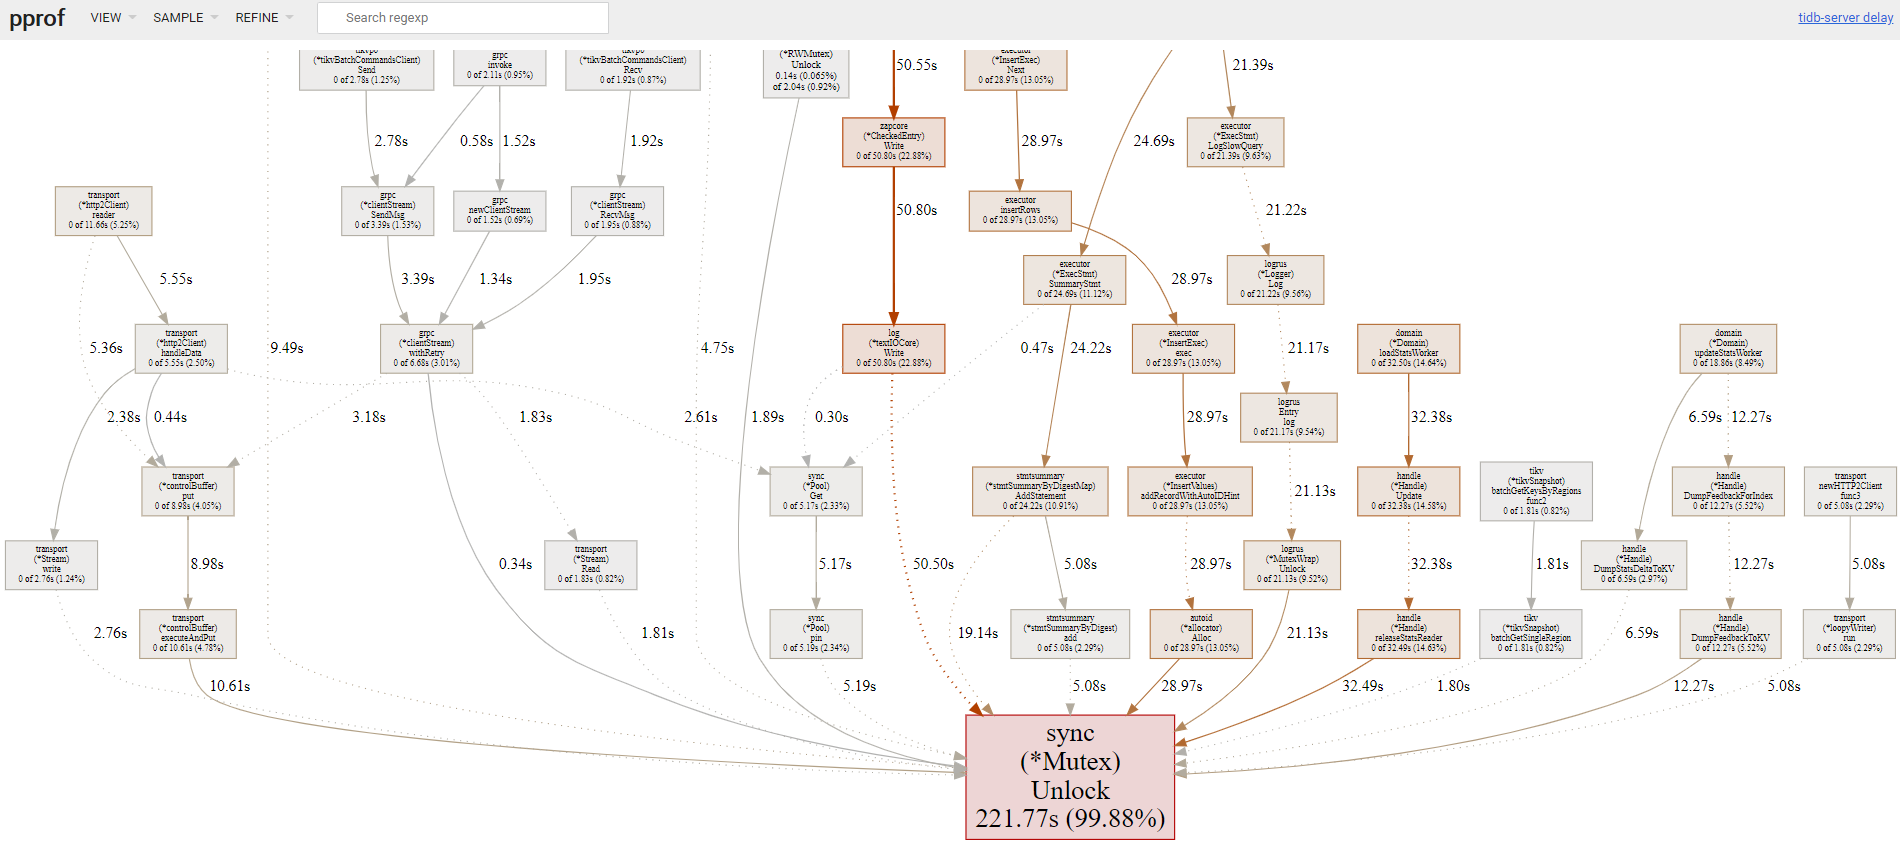 pprof
VIEW
SAMPLE
REFINE
Search regexp
tidb-server delay
tikvpb
(*tikvBatchCommandsClient)
Send
0 of 2.78s (1.25%)
grpc
invoke
0 of 2.11s (0.95%)
tikvpb
(*tikvBatchCommandsClient)
Recv
0 of 1.92s (0.87%)
(*RWMutex)
Unlock
0.14s (0.065%)
of 2.04s (0.92%)
50.55s
executor
(*InsertExec)
Next
0 of 28.97s (13.05%)
21.39s
2.78s
0.58s
1.52s
1.92s
zapcore
(*CheckedEntry)
Write
0 of 50.80s (22.88%)
28.97s
24.69s
executor
(*ExecStmt)
LogSlowQuery
0 of 21.39s (9.63%)
transport
(*http2Client)
reader
0 of 11.66s (5.25%)
grpc
(*clientStream)
SendMsg
0 of 3.39s (1.53%)
grpc
newClientStream
0 of 1.52s (0.69%)
grpc
(*clientStream)
RecvMsg
0 of 1.95s (0.88%)
50.80s
executor
insertRows
0 of 28.97s (13.05%)
21.22s
5.55s
3.39s
1.34s
1.95s
executor
(*ExecStmt)
SummaryStmt
0 of 24.69s (11.12%)
28.97s
logrus
(*Logger)
Log
0 of 21.22s (9.56%)
5.36s
transport
(*http2Client)
handleData
0 of 5.55s (2.50%)
9.49s
grpc
(*clientStream)
withRetry
0 of 6.68s (3.01%)
4.75s
log
(*textIOCore)
Write
0 of 50.80s (22.88%)
0.47s
24.22s
executor
(*InsertExec)
exec
0 of 28.97s (13.05%)
21.17s
domain
(*Domain)
loadStatsWorker
0 of 32.50s (14.64%)
domain
(*Domain)
updateStatsWorker
0 of 18.86s (8.49%)
2.38s
0.44s
3.18s
1.83s
2.61s
1.89s
0.30s
28.97s
logrus
Entry
log
0 of 21.17s (9.54%)
32.38s
6.59s
12.27s
transport
(*controlBuffer)
put
0 of 8.98s (4.05%)
sync
(*Pool)
Get
0 of 5.17s (2.33%)
stmtsummary
(*stmtSummaryByDigestMap)
AddStatement
0 of 24.22s (10.91%)
executor
(*InsertValues)
addRecordWithAutoIDHint
0 of 28.97s (13.05%)
21.13s
handle
(*Handle)
Update
0 of 32.38s (14.58%)
tikv
(*tikvSnapshot)
batchGetKeysByRegions
func2
0 of 1.81s (0.82%)
handle
(*Handle)
DumpFeedbackForIndex
0 of 12.27s (5.52%)
transport
newHTTP2Client
func3
0 of 5.08s (2.29%)
transport
(*Stream)
write
0 of 2.76s (1.24%)
8.98s
0.34s
transport
(*Stream)
Read
0 of 1.83s (0.82%)
5.17s
50.50s
5.08s
28.97s
logrus
(*MutexWrap)
Unlock
0 of 21.13s (9.52%)
32.38s
1.81s
handle
(*Handle)
DumpStatsDeltaToKV
0 of 6.59s (2.97%)
12.27s
5.08s
2.76s
transport
(*controlBuffer)
executeAndPut
0 of 10.61s (4.78%)
1.81s
sync
(*Pool)
pin
0 of 5.19s (2.34%)
19.14s
stmtsummary
(*stmtSummaryByDigest)
add
0 of 5.08s (2.29%)
autoid
(*allocator)
Alloc
0 of 28.97s (13.05%)
21.13s
handle
(*Handle)
releaseStatsReader
0 of 32.49s (14.63%)
tikv
(*tikvSnapshot)
batchGetSingleRegion
0 of 1.81s (0.82%)
6.59s
handle
(*Handle)
DumpFeedbackToKV
0 of 12.27s (5.52%)
transport
(*loopyWriter)
run
0 of 5.08s (2.29%)
10.61s
5.19s
5.08s
28.97s
32.49s
1.80s
12.27s
5.08s
sync
(*Mutex)
Unlock
221.77s (99.88%)